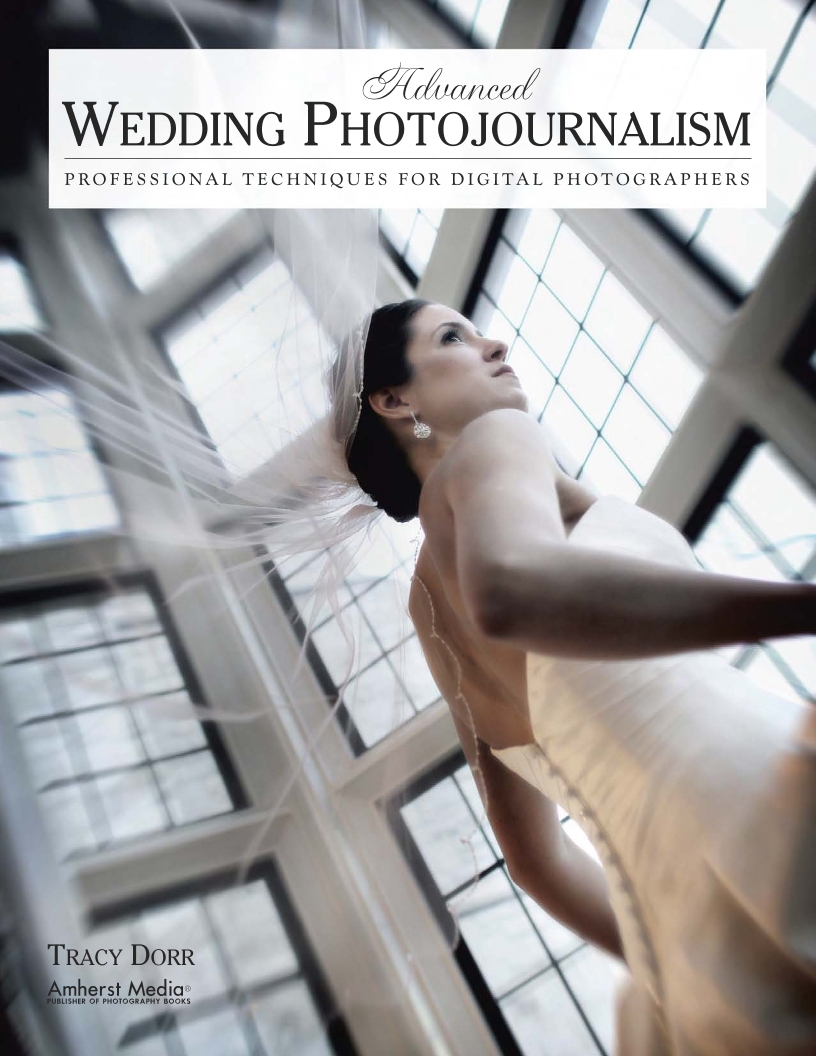 Advanced
WEDDING PHOTOJOURNALISM
PROFESSIONAL TECHNIQUES FOR DIGITAL PHOTOGRAPHERS
TRACY DORR
Amherst Media®
PUBLISHER OF PHOTOGRAPHY BOOKS